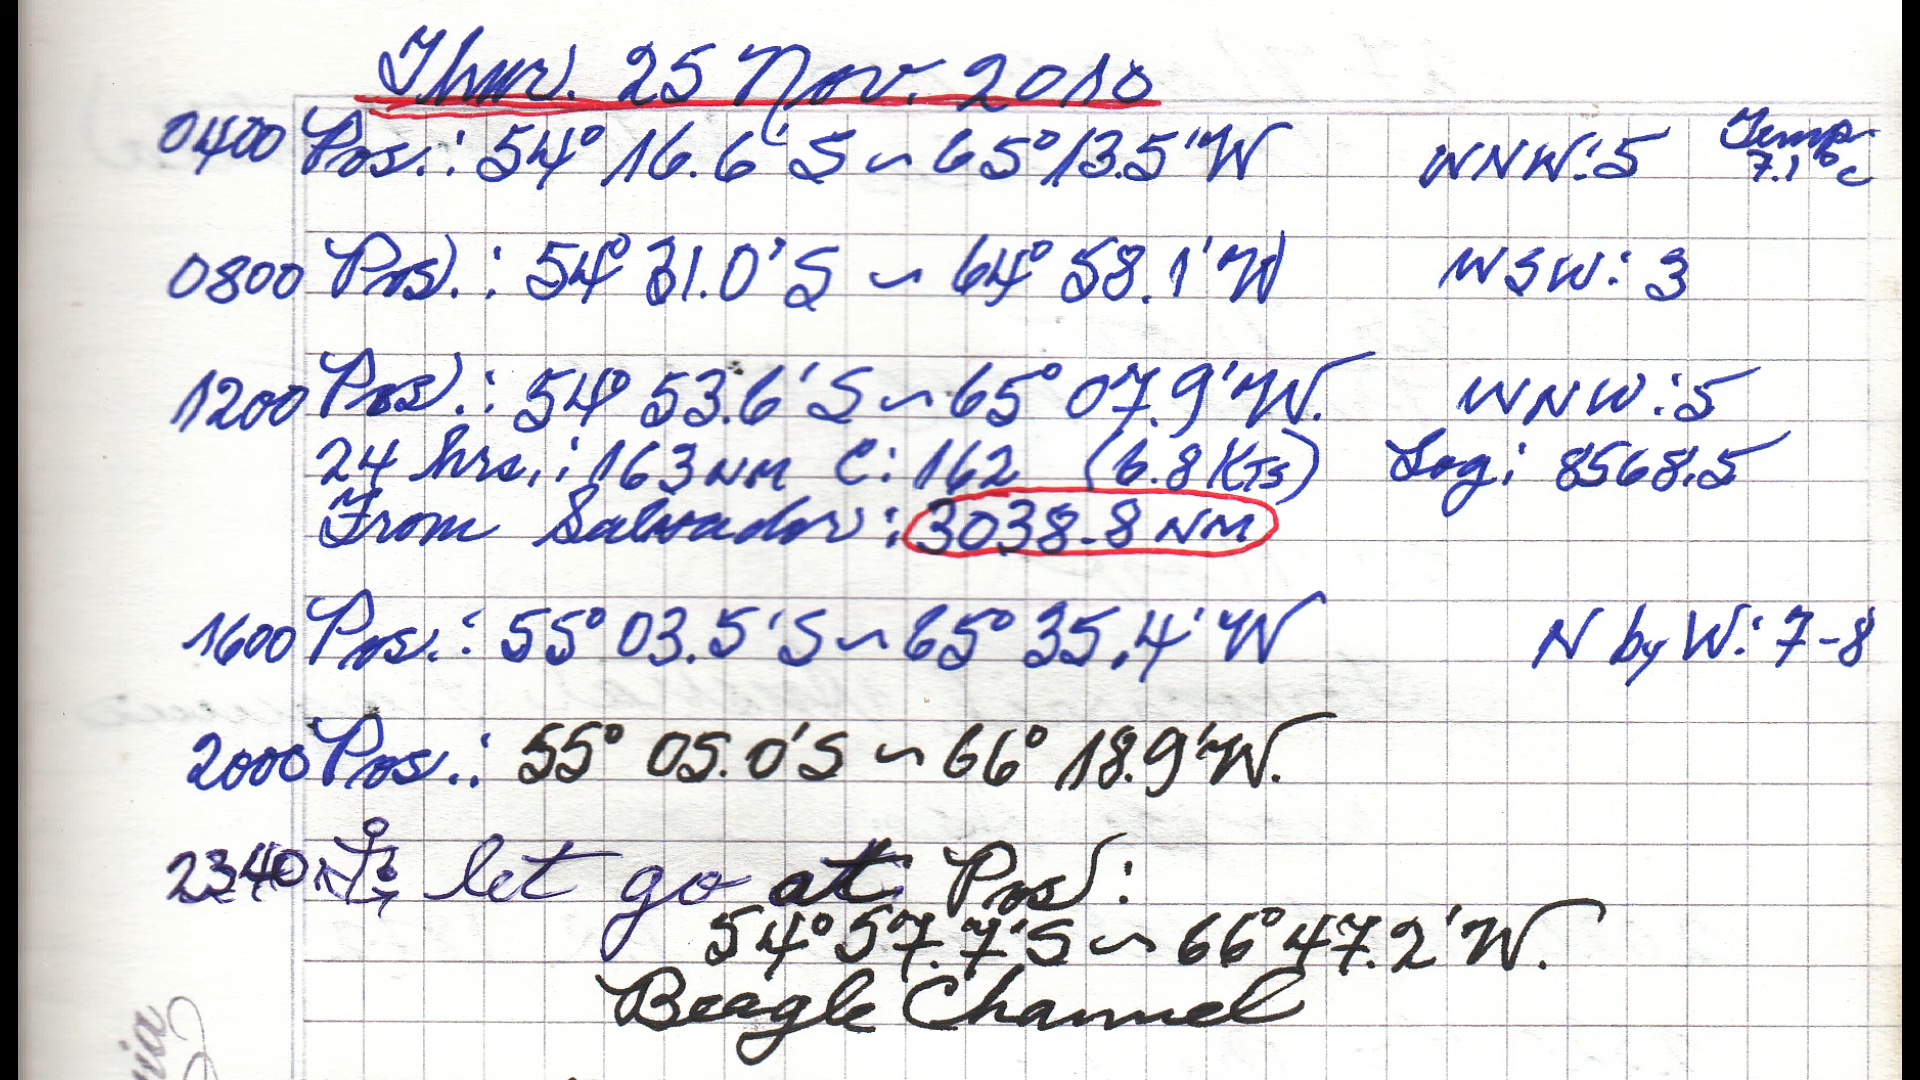 Thur. 25 Nov. 2010
0400 Pos.: 54° 16.6'S ~ 65° 13.5'W WNW: 5 Temp. 7.1°C
0800 Pos.: 54° 31.0'S ~ 64° 58.1'W WSW: 3
1200 Pos.: 54° 53.6'S ~ 65° 07.9'W. WNW: 5
24 hrs.: 163 NM C: 162 (6.8 KTS) Log: 8568.5
From Salvador: 3038.8 NM
1600 Pos.: 55° 03.5'S ~ 65° 35.4'W N by W: 7-8
2000 Pos.: 55° 05.0'S ~ 66° 18.9'W.
2340 ⚓ let go at Pos:
54° 57.7'S ~ 66° 47.2'W.
Beagle Channel